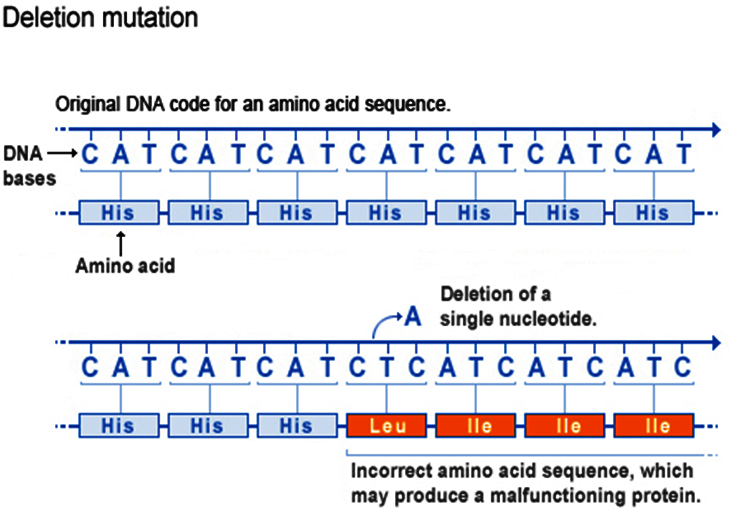 Deletion mutation
Original DNA code for an amino acid sequence.
DNA bases
C A T C A T C A T C A T C A T C A T C A T
His His His His His His His
Amino acid
Deletion of a
single nucleotide.
A
C A T C A T C A T C T C A T C A T C A T C
His His His Leu Ile Ile Ile
Incorrect amino acid sequence, which
may produce a malfunctioning protein.